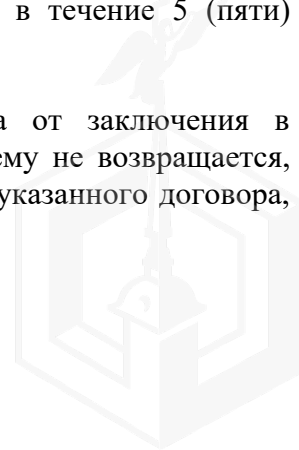 в течение 5 (пяти)
а от заключения в
ему не возвращается,
указанного договора,